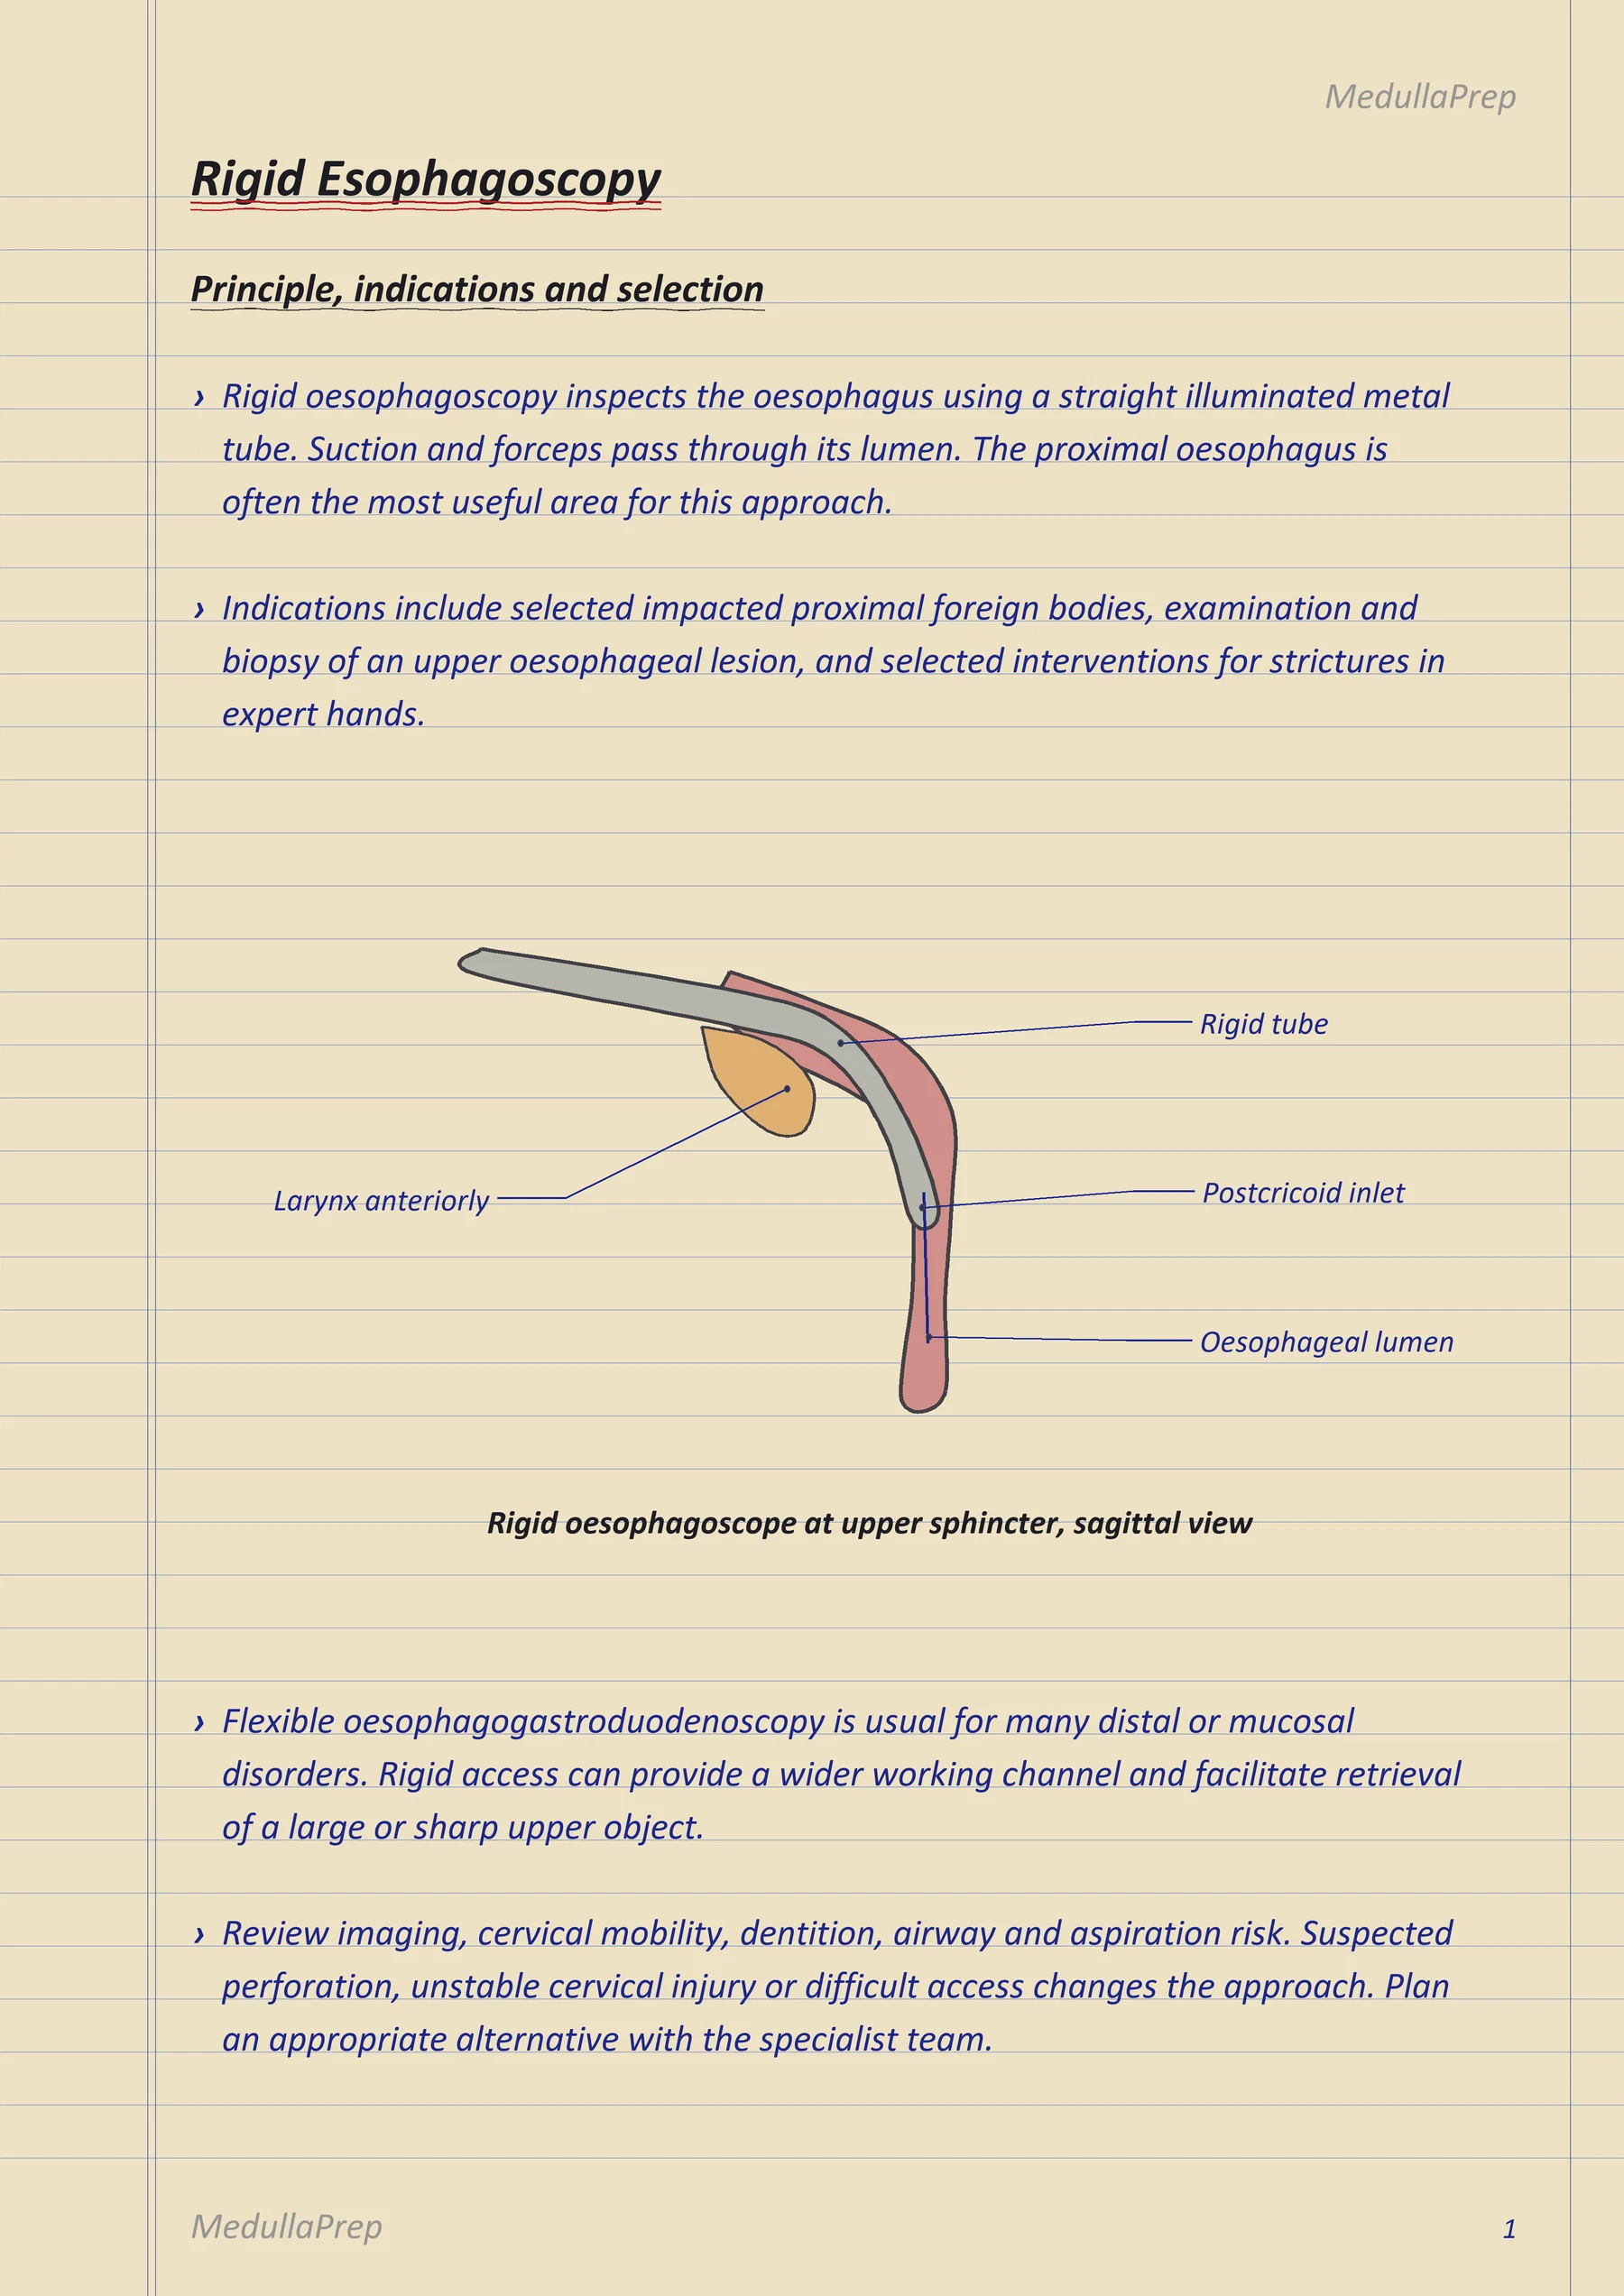 MedullaPrep
Rigid Esophagoscopy
Principle, indications and selection
› Rigid oesophagoscopy inspects the oesophagus using a straight illuminated metal
tube. Suction and forceps pass through its lumen. The proximal oesophagus is
often the most useful area for this approach.
› Indications include selected impacted proximal foreign bodies, examination and
biopsy of an upper oesophageal lesion, and selected interventions for strictures in
expert hands.
Rigid tube
Larynx anteriorly
Postcricoid inlet
Oesophageal lumen
Rigid oesophagoscope at upper sphincter, sagittal view
› Flexible oesophagogastroduodenoscopy is usual for many distal or mucosal
disorders. Rigid access can provide a wider working channel and facilitate retrieval
of a large or sharp upper object.
› Review imaging, cervical mobility, dentition, airway and aspiration risk. Suspected
perforation, unstable cervical injury or difficult access changes the approach. Plan
an appropriate alternative with the specialist team.
MedullaPrep
1